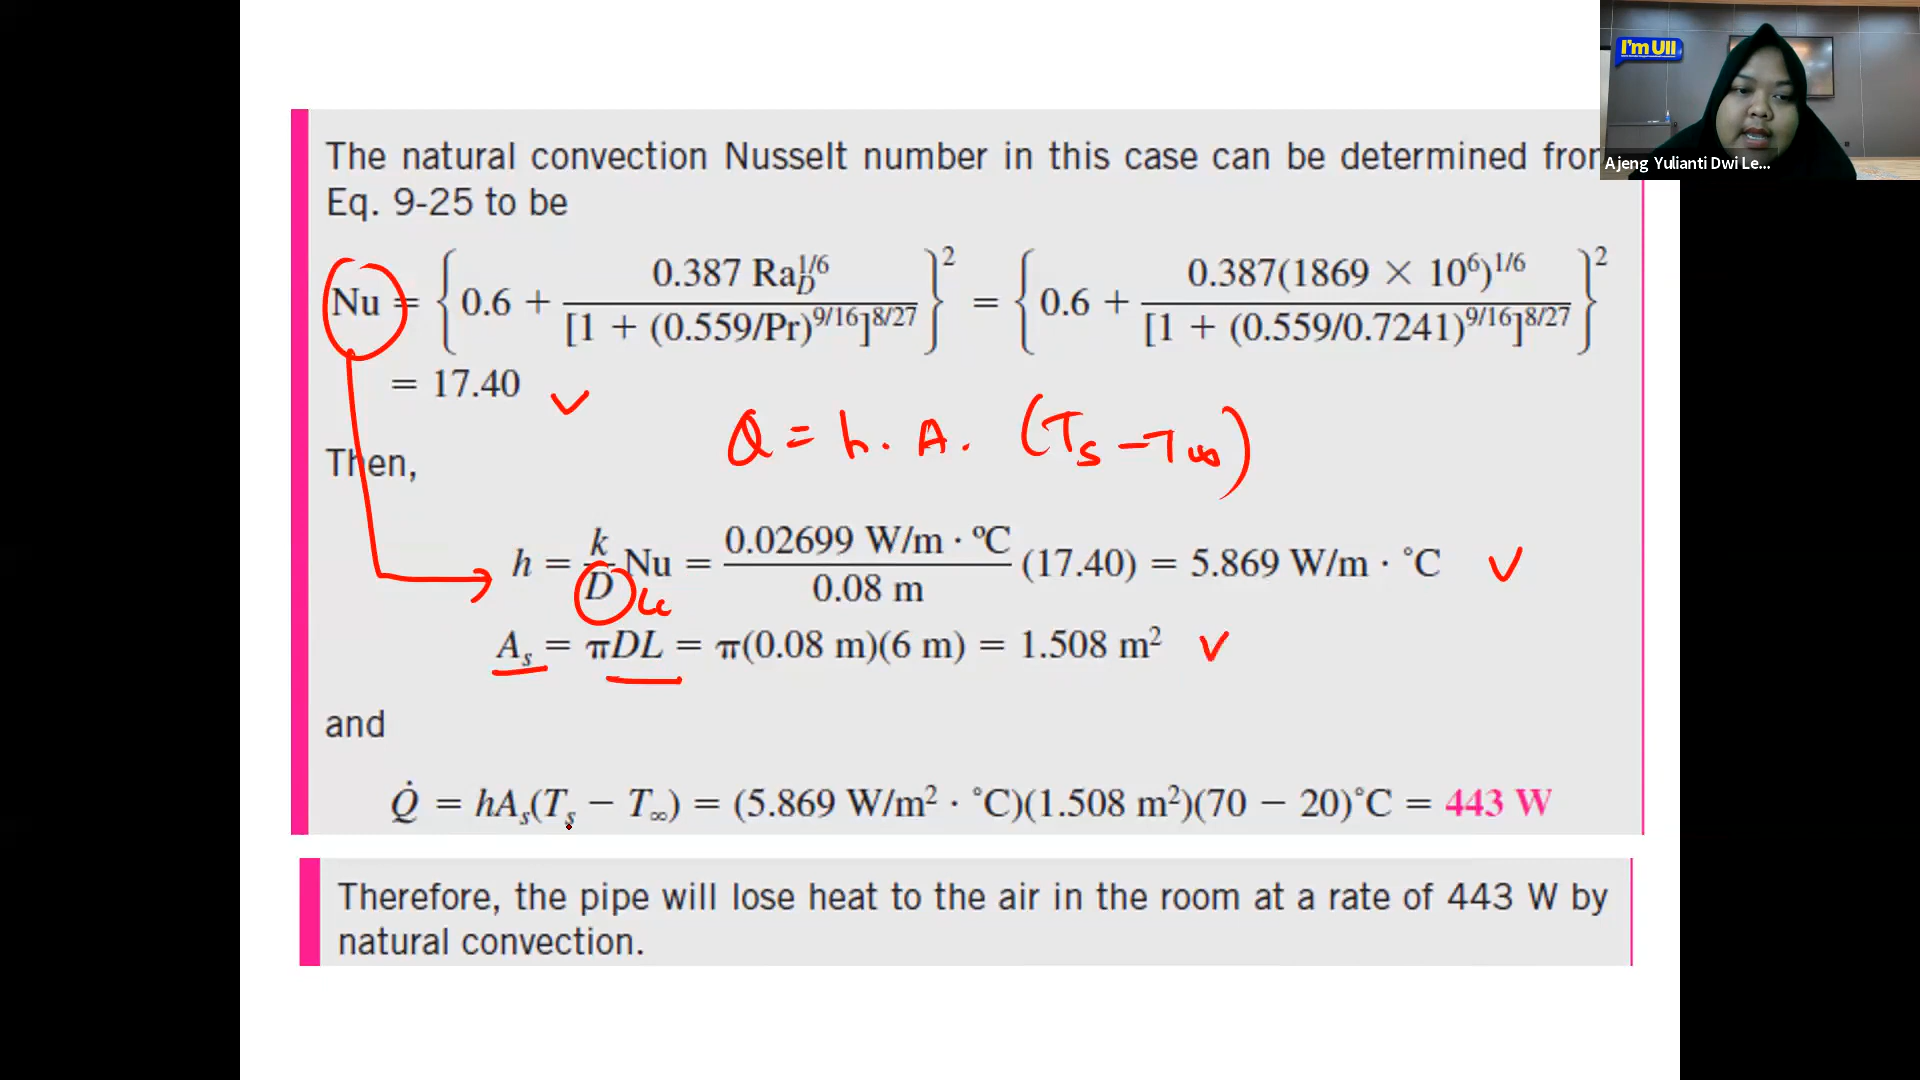 I'm UII
Ajeng Yulianti Dwi Le...
The natural convection Nusselt number in this case can be determined from
Eq. 9-25 to be
Nu = {0.6 + 0.387 Ra_D^1/6 / [1 + (0.559/Pr)^9/16]^8/27}^2 = {0.6 + 0.387(1869 × 10^6)^1/6 / [1 + (0.559/0.7241)^9/16]^8/27}^2
= 17.40
Q = h. A. (Ts - T∞)
Then,
h = k/D Nu = 0.02699 W/m · ºC / 0.08 m (17.40) = 5.869 W/m · °C
Lc
A_s = πDL = π(0.08 m)(6 m) = 1.508 m²
and
Q̇ = hA_s(T_s − T_∞) = (5.869 W/m² · °C)(1.508 m²)(70 − 20)°C = 443 W
Therefore, the pipe will lose heat to the air in the room at a rate of 443 W by
natural convection.